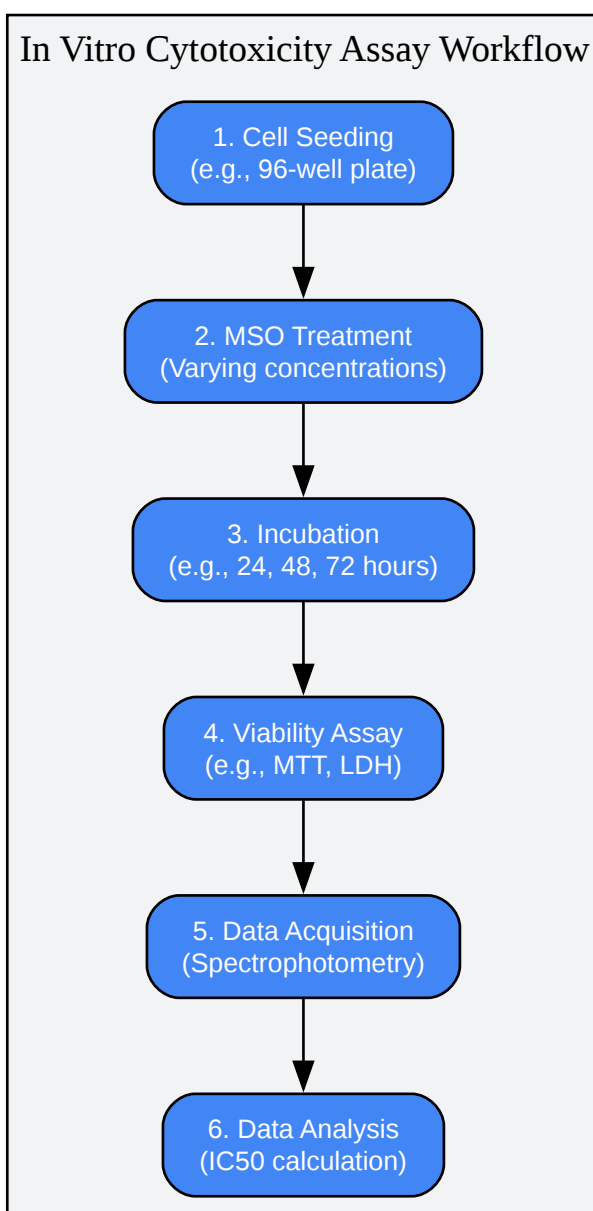 In Vitro Cytotoxicity Assay Workflow
1. Cell Seeding
(e.g., 96-well plate)
2. MSO Treatment
(Varying concentrations)
3. Incubation
(e.g., 24, 48, 72 hours)
4. Viability Assay
(e.g., MTT, LDH)
5. Data Acquisition
(Spectrophotometry)
6. Data Analysis
(IC50 calculation)